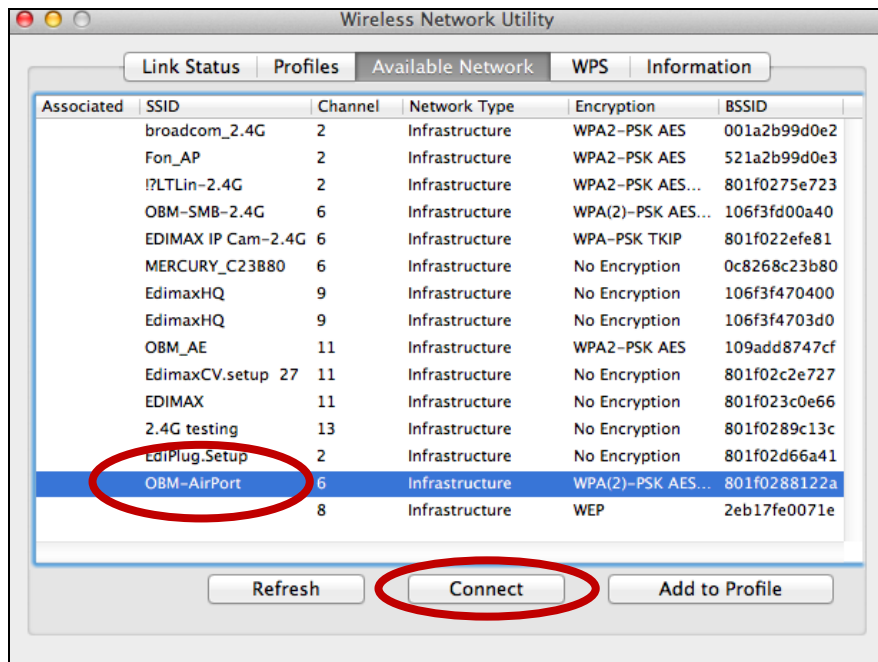 Wireless Network Utility
Link Status Profiles Available Network WPS Information
Associated SSID Channel Network Type Encryption BSSID
broadcom_2.4G 2 Infrastructure WPA2-PSK AES 001a2b99d0e2
Fon_AP 2 Infrastructure WPA2-PSK AES 521a2b99d0e3
!?LTLin-2.4G 2 Infrastructure WPA2-PSK AES... 801f0275e723
OBM-SMB-2.4G 6 Infrastructure WPA(2)-PSK AES... 106f3fd00a40
EDIMAX IP Cam-2.4G 6 Infrastructure WPA-PSK TKIP 801f022efe81
MERCURY_C23B80 6 Infrastructure No Encryption 0c8268c23b80
EdimaxHQ 9 Infrastructure No Encryption 106f3f470400
EdimaxHQ 9 Infrastructure No Encryption 106f3f4703d0
OBM_AE 11 Infrastructure WPA2-PSK AES 109add8747cf
EdimaxCV.setup 27 11 Infrastructure No Encryption 801f02c2e727
EDIMAX 11 Infrastructure No Encryption 801f023c0e66
2.4G testing 13 Infrastructure No Encryption 801f0289c13c
EdiPlug.Setup 2 Infrastructure No Encryption 801f02d66a41
OBM-AirPort 6 Infrastructure WPA(2)-PSK AES... 801f0288122a
8 Infrastructure WEP 2eb17fe0071e
Refresh Connect Add to Profile